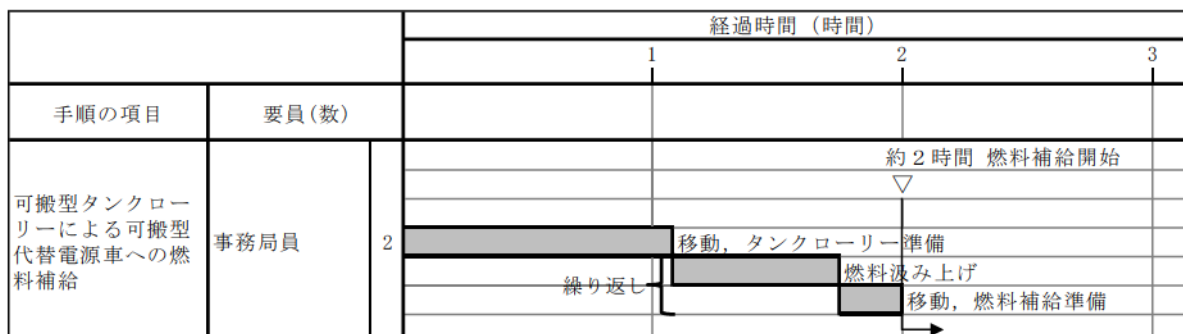 経過時間（時間）
1
2
3
手順の項目
要員(数)
約２時間 燃料補給開始
▽
可搬型タンクロー
リーによる可搬型
代替電源車への燃
料補給
事務局員
2
移動，タンクローリー準備
燃料汲み上げ
繰り返し
移動，燃料補給準備